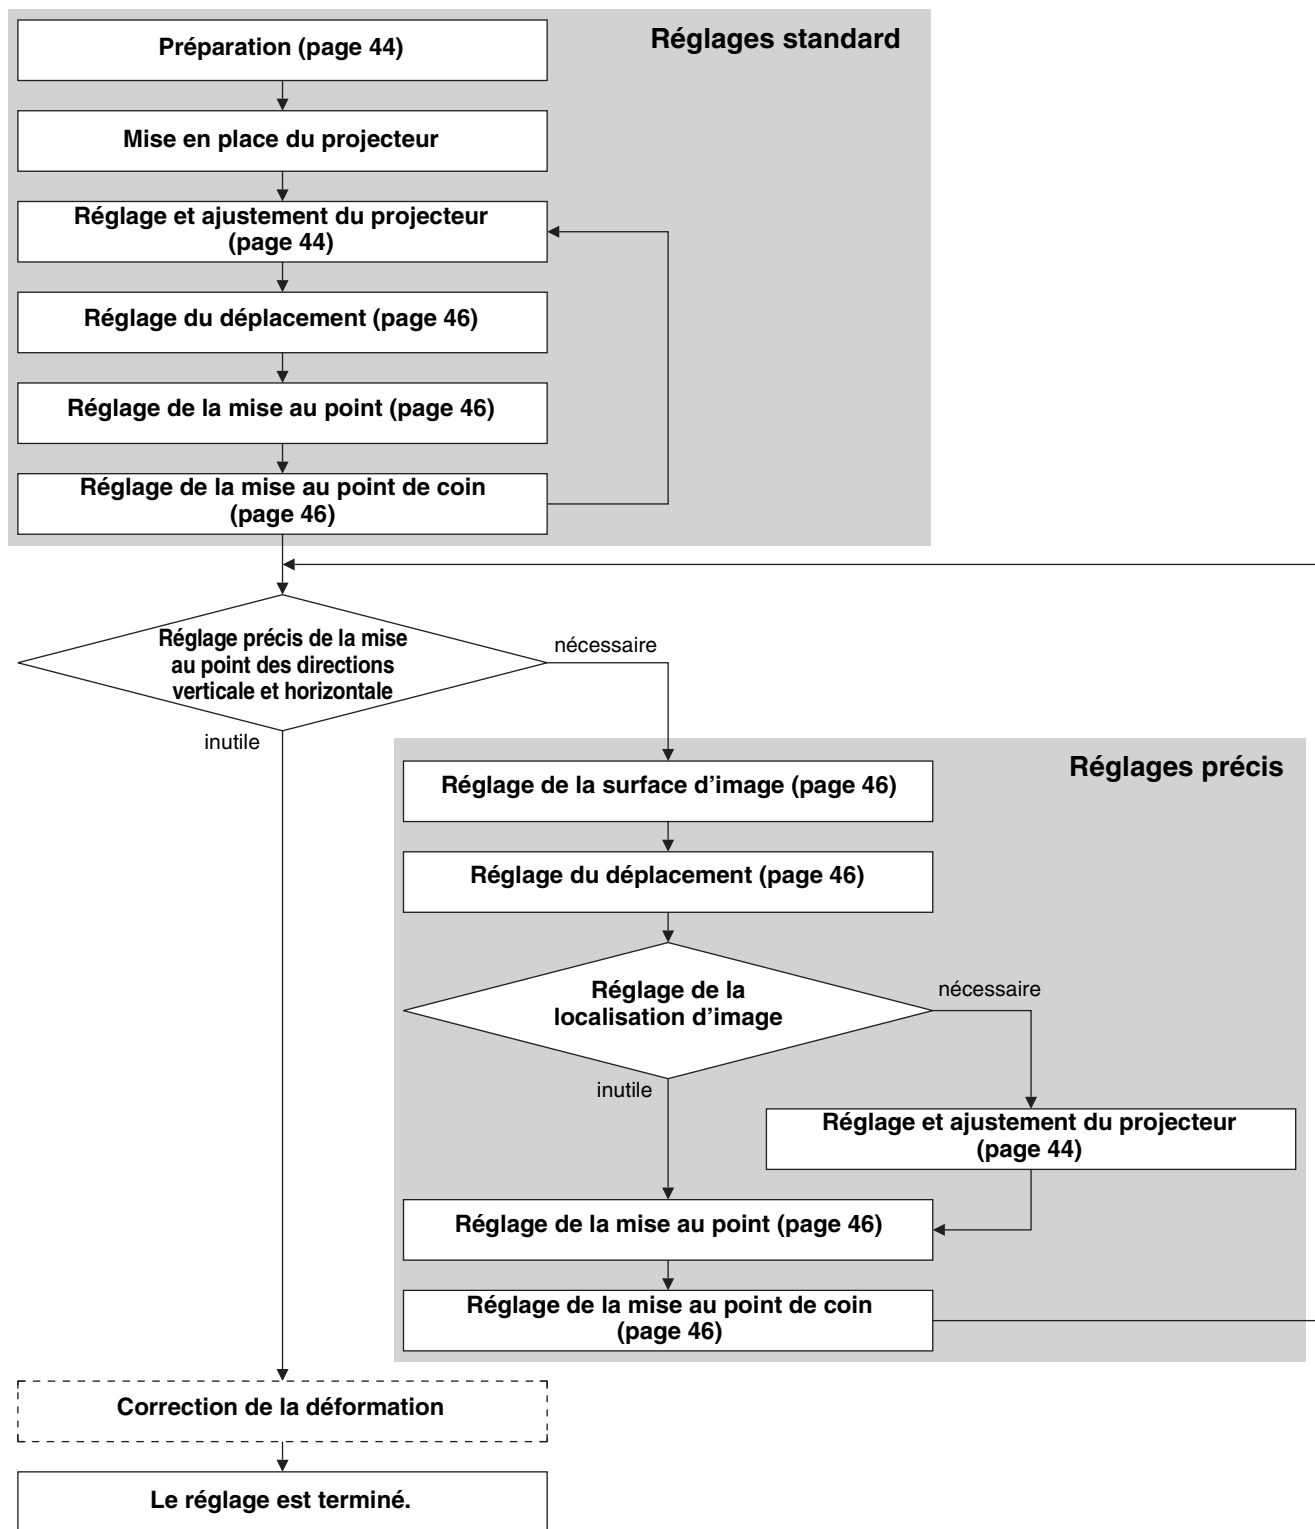 Réglages standard
Préparation (page 44)
Mise en place du projecteur
Réglage et ajustement du projecteur
(page 44)
Réglage du déplacement (page 46)
Réglage de la mise au point (page 46)
Réglage de la mise au point de coin
(page 46)
Réglage précis de la mise
au point des directions
verticale et horizontale
nécessaire
inutile
Réglages précis
Réglage de la surface d’image (page 46)
Réglage du déplacement (page 46)
Réglage de la
localisation d’image
nécessaire
inutile
Réglage et ajustement du projecteur
(page 44)
Réglage de la mise au point (page 46)
Réglage de la mise au point de coin
(page 46)
Correction de la déformation
Le réglage est terminé.